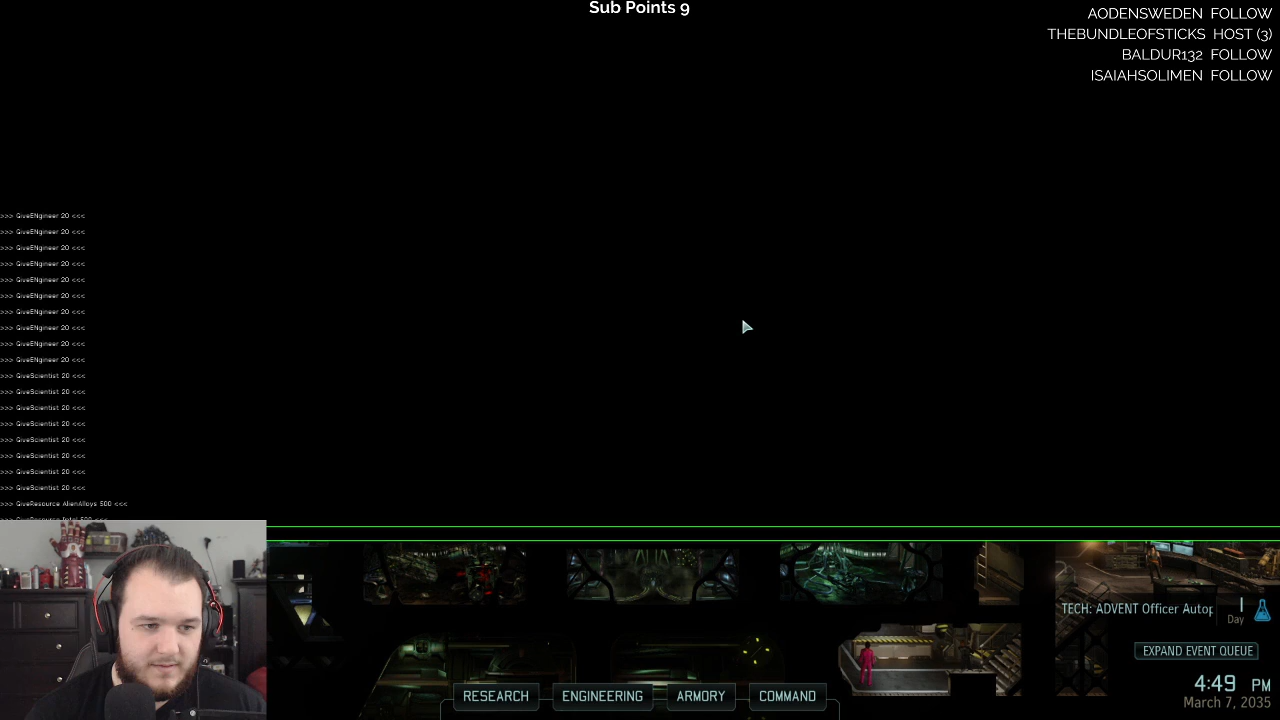 Sub Points 9
AODENSWEDEN FOLLOW
THEBUNDLEOFSTICKS HOST (3)
BALDUR132 FOLLOW
ISAIAHSOLIMEN FOLLOW
>>> GiveENgineer 20 <<<
>>> GiveENgineer 20 <<<
>>> GiveENgineer 20 <<<
>>> GiveENgineer 20 <<<
>>> GiveENgineer 20 <<<
>>> GiveENgineer 20 <<<
>>> GiveENgineer 20 <<<
>>> GiveENgineer 20 <<<
>>> GiveENgineer 20 <<<
>>> GiveENgineer 20 <<<
>>> GiveScientist 20 <<<
>>> GiveScientist 20 <<<
>>> GiveScientist 20 <<<
>>> GiveScientist 20 <<<
>>> GiveScientist 20 <<<
>>> GiveScientist 20 <<<
>>> GiveScientist 20 <<<
>>> GiveScientist 20 <<<
>>> GiveResource AlienAlloys 500 <<<
TECH: ADVENT Officer Autop
1
Day
EXPAND EVENT QUEUE
4:49 PM
March 7, 2035
RESEARCH
ENGINEERING
ARMORY
COMMAND